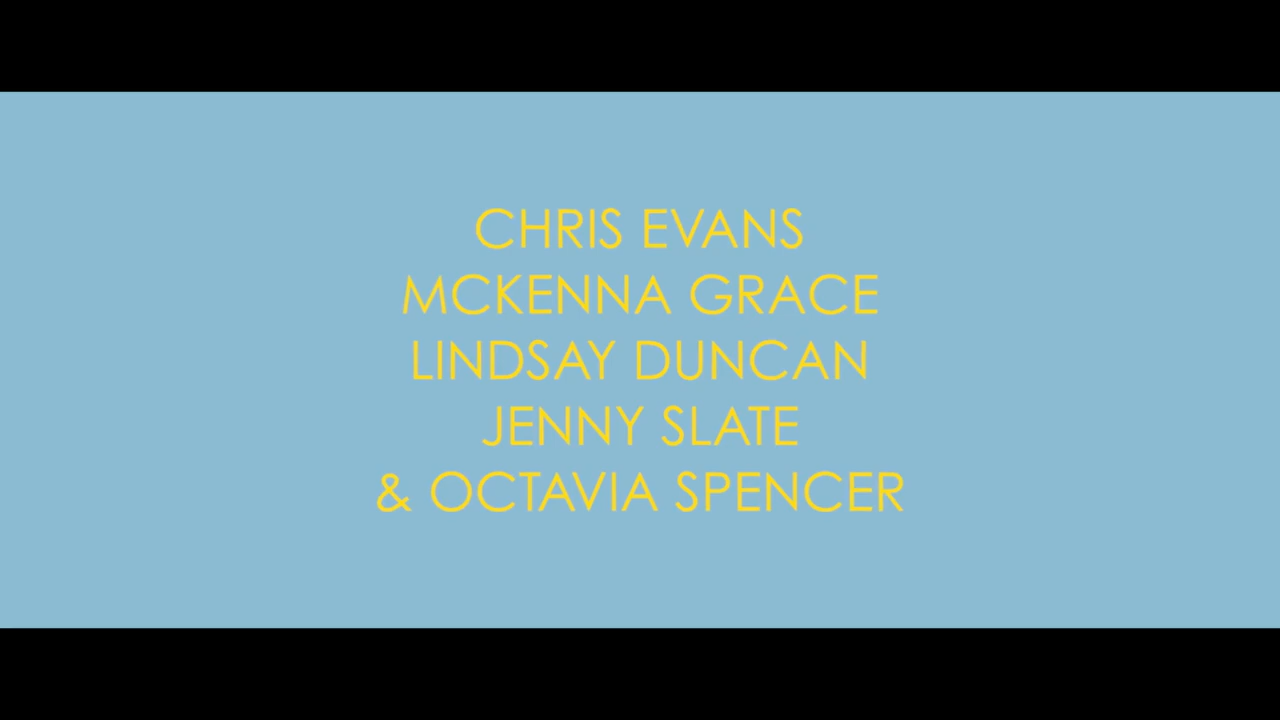 CHRIS EVANS
MCKENNA GRACE
LINDSAY DUNCAN
JENNY SLATE
& OCTAVIA SPENCER